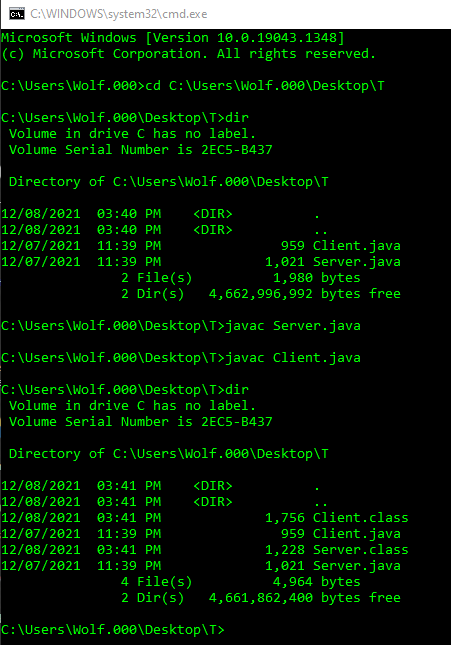 C:\WINDOWS\system32\cmd.exe
Microsoft Windows [Version 10.0.19043.1348]
(c) Microsoft Corporation. All rights reserved.
C:\Users\Wolf.000>cd C:\Users\Wolf.000\Desktop\T
C:\Users\Wolf.000\Desktop\T>dir
Volume in drive C has no label.
Volume Serial Number is 2EC5-B437
Directory of C:\Users\Wolf.000\Desktop\T
12/08/2021  03:40 PM    <DIR>          .
12/08/2021  03:40 PM    <DIR>          ..
12/07/2021  11:39 PM               959 Client.java
12/07/2021  11:39 PM             1,021 Server.java
2 File(s)          1,980 bytes
2 Dir(s)   4,662,996,992 bytes free
C:\Users\Wolf.000\Desktop\T>javac Server.java
C:\Users\Wolf.000\Desktop\T>javac Client.java
C:\Users\Wolf.000\Desktop\T>dir
Volume in drive C has no label.
Volume Serial Number is 2EC5-B437
Directory of C:\Users\Wolf.000\Desktop\T
12/08/2021  03:41 PM    <DIR>          .
12/08/2021  03:41 PM    <DIR>          ..
12/08/2021  03:41 PM             1,756 Client.class
12/07/2021  11:39 PM               959 Client.java
12/08/2021  03:41 PM             1,228 Server.class
12/07/2021  11:39 PM             1,021 Server.java
4 File(s)          4,964 bytes
2 Dir(s)   4,661,862,400 bytes free
C:\Users\Wolf.000\Desktop\T>